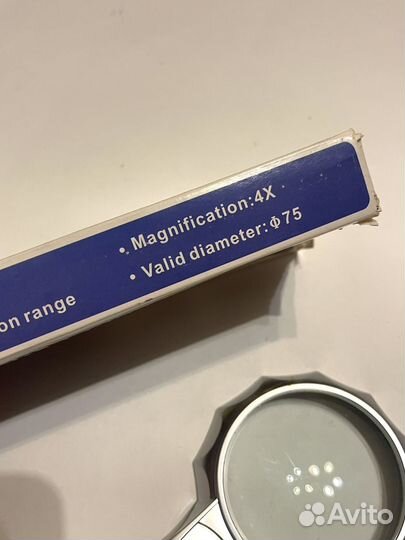 • Magnification:4X
• Valid diameter:Φ75
on range
Avito